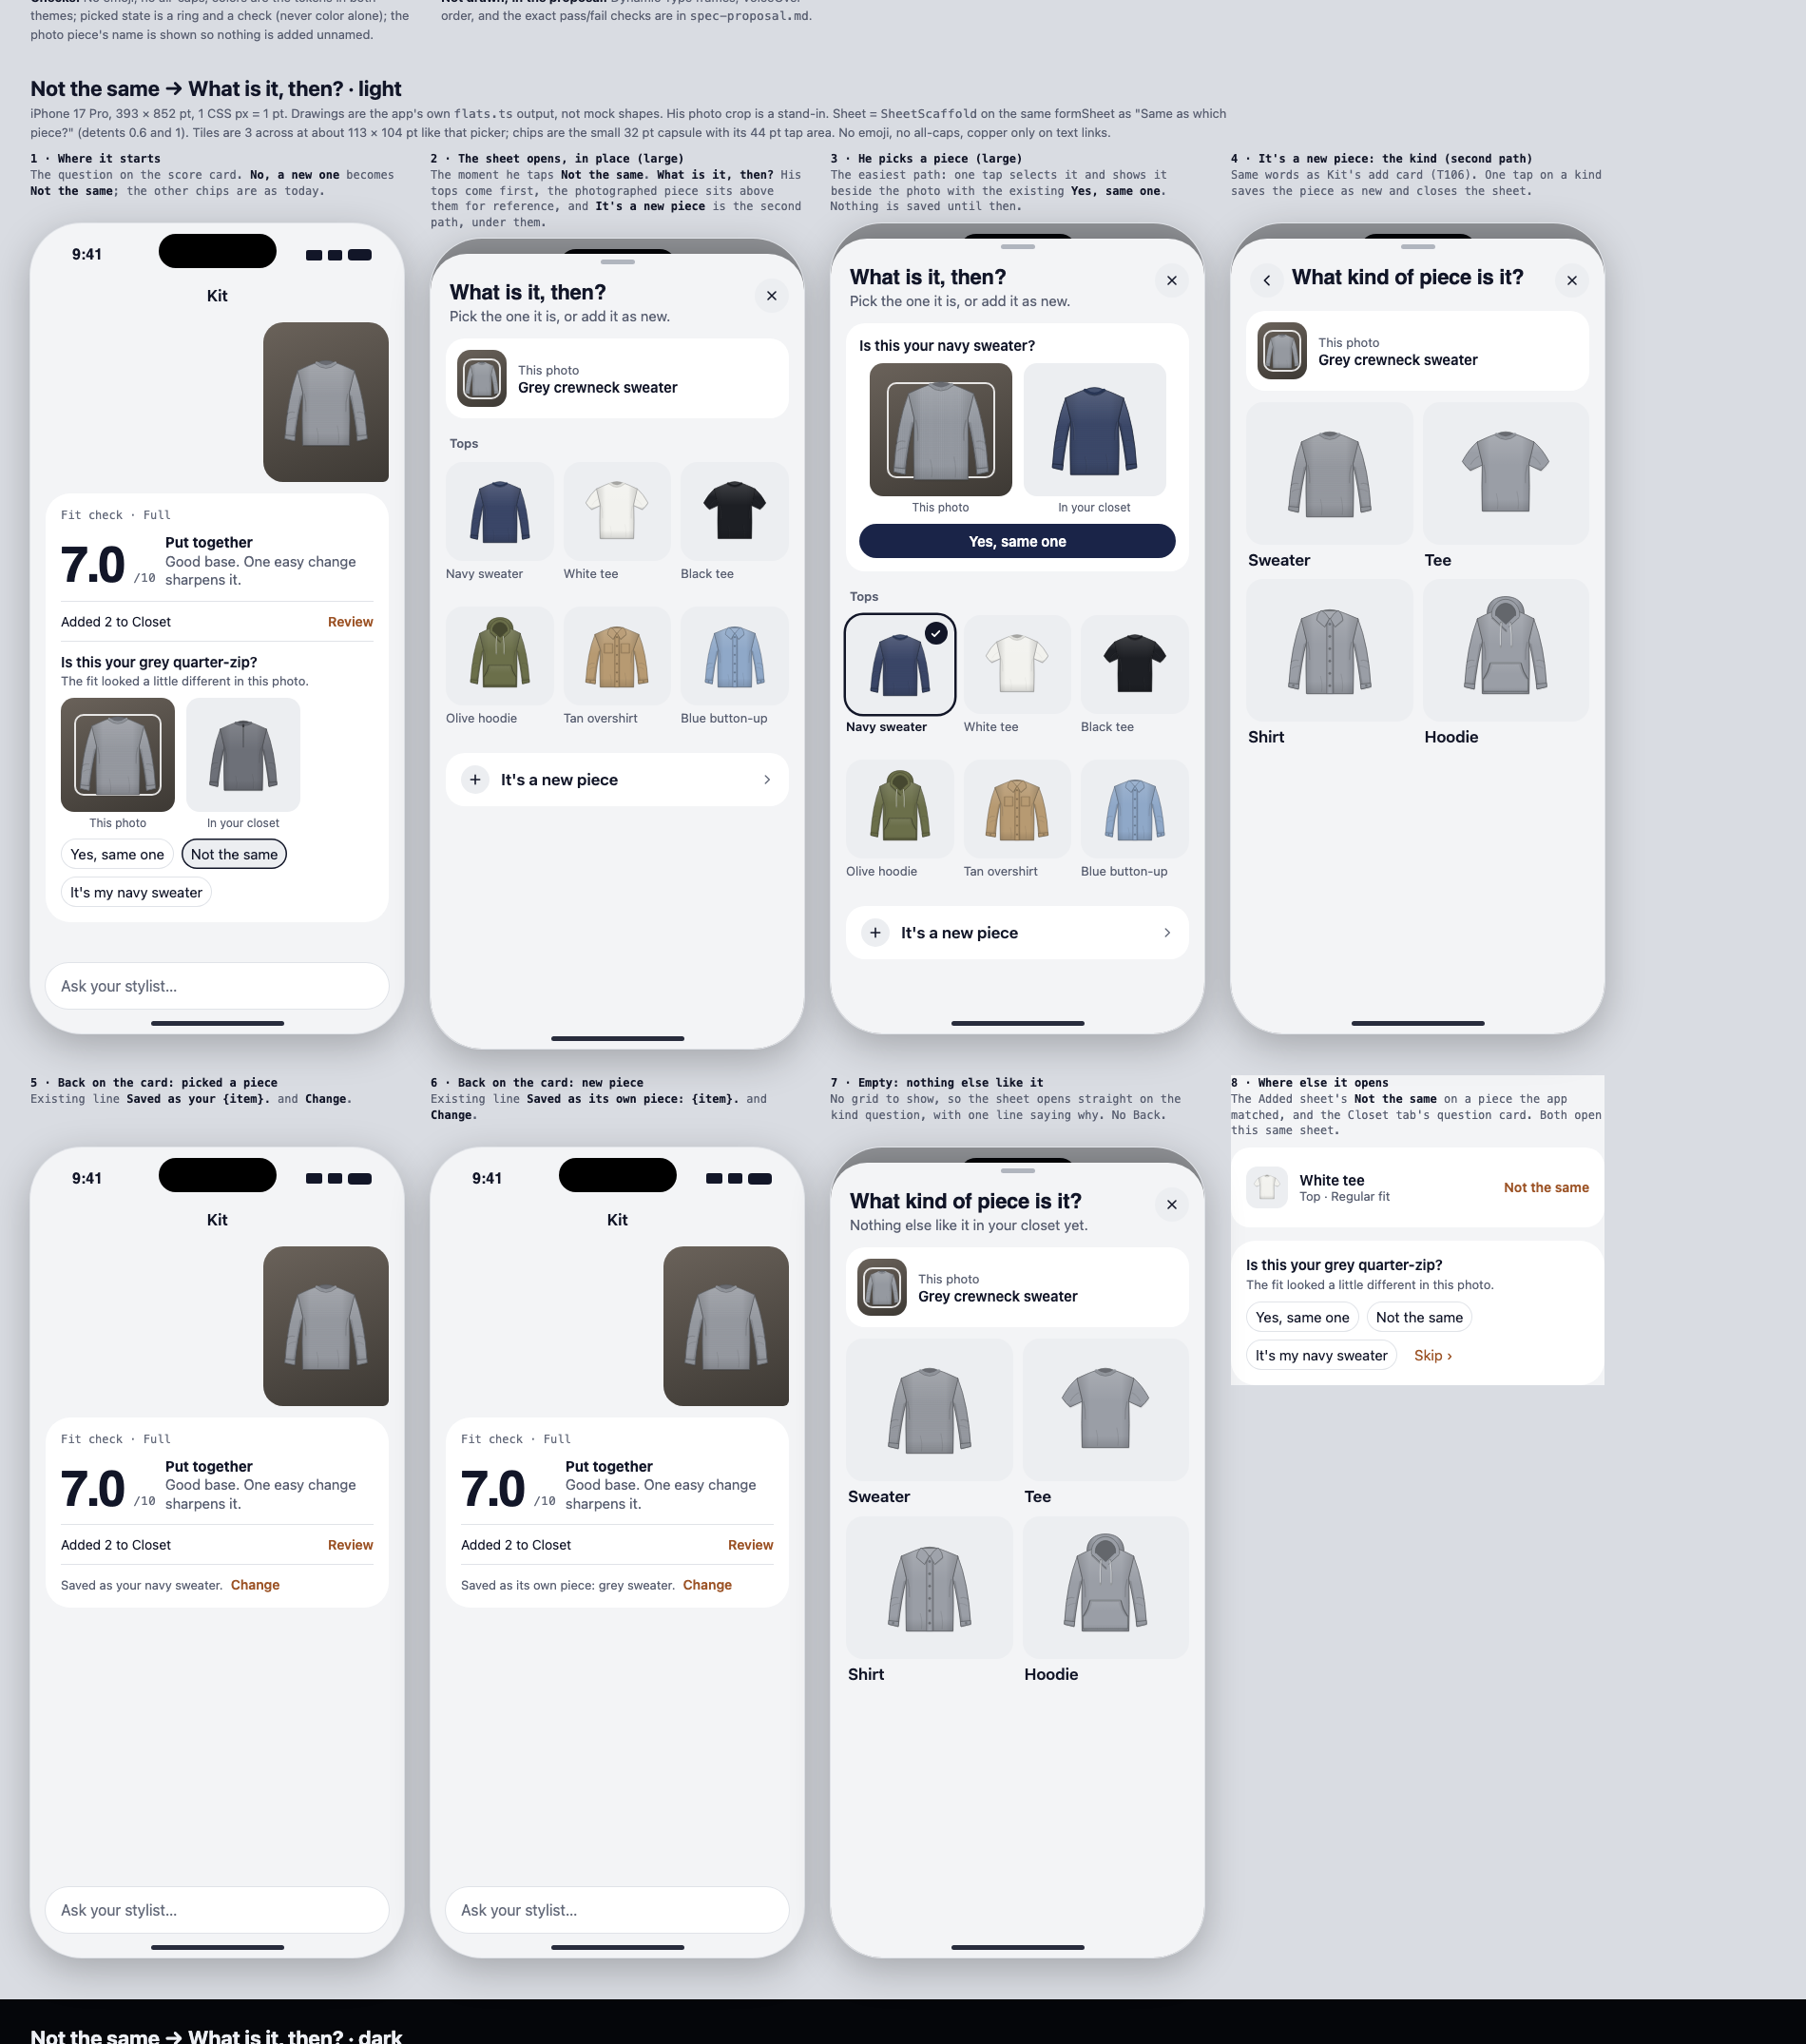 themes; picked state is a ring and a check (never color alone); the
photo piece's name is shown so nothing is added unnamed.
order, and the exact pass/fail checks are in spec-proposal.md.
Not the same → What is it, then? · light
iPhone 17 Pro, 393 × 852 pt, 1 CSS px = 1 pt. Drawings are the app's own flats.ts output, not mock shapes. His photo crop is a stand-in. Sheet = SheetScaffold on the same formSheet as "Same as which
piece?" (detents 0.6 and 1). Tiles are 3 across at about 113 × 104 pt like that picker; chips are the small 32 pt capsule with its 44 pt tap area. No emoji, no all-caps, copper only on text links.
1 · Where it starts
The question on the score card. No, a new one becomes
Not the same; the other chips are as today.
9:41
Kit
Fit check · Full
7.0 /10
Put together
Good base. One easy change
sharpens it.
Added 2 to Closet
Review
Is this your grey quarter-zip?
The fit looked a little different in this photo.
This photo
In your closet
Yes, same one
Not the same
It's my navy sweater
Ask your stylist...
2 · The sheet opens, in place (large)
The moment he taps Not the same. What is it, then? His
tops come first, the photographed piece sits above
them for reference, and It's a new piece is the second
path, under them.
What is it, then?
Pick the one it is, or add it as new.
This photo
Grey crewneck sweater
Tops
Navy sweater
White tee
Black tee
Olive hoodie
Tan overshirt
Blue button-up
It's a new piece
3 · He picks a piece (large)
The easiest path: one tap selects it and shows it
beside the photo with the existing Yes, same one.
Nothing is saved until then.
What is it, then?
Pick the one it is, or add it as new.
Is this your navy sweater?
This photo
In your closet
Yes, same one
Tops
Navy sweater
White tee
Black tee
Olive hoodie
Tan overshirt
Blue button-up
It's a new piece
4 · It's a new piece: the kind (second path)
Same words as Kit's add card (T106). One tap on a kind
saves the piece as new and closes the sheet.
What kind of piece is it?
This photo
Grey crewneck sweater
Sweater
Tee
Shirt
Hoodie
5 · Back on the card: picked a piece
Existing line Saved as your {item}. and Change.
9:41
Kit
Fit check · Full
7.0 /10
Put together
Good base. One easy change
sharpens it.
Added 2 to Closet
Review
Saved as your navy sweater. Change
Ask your stylist...
6 · Back on the card: new piece
Existing line Saved as its own piece: {item}. and
Change.
9:41
Kit
Fit check · Full
7.0 /10
Put together
Good base. One easy change
sharpens it.
Added 2 to Closet
Review
Saved as its own piece: grey sweater. Change
Ask your stylist...
7 · Empty: nothing else like it
No grid to show, so the sheet opens straight on the
kind question, with one line saying why. No Back.
What kind of piece is it?
Nothing else like it in your closet yet.
This photo
Grey crewneck sweater
Sweater
Tee
Shirt
Hoodie
8 · Where else it opens
The Added sheet's Not the same on a piece the app
matched, and the Closet tab's question card. Both open
this same sheet.
White tee
Top · Regular fit
Not the same
Is this your grey quarter-zip?
The fit looked a little different in this photo.
Yes, same one
Not the same
It's my navy sweater
Skip ›
Not the same → What is it, then? · dark